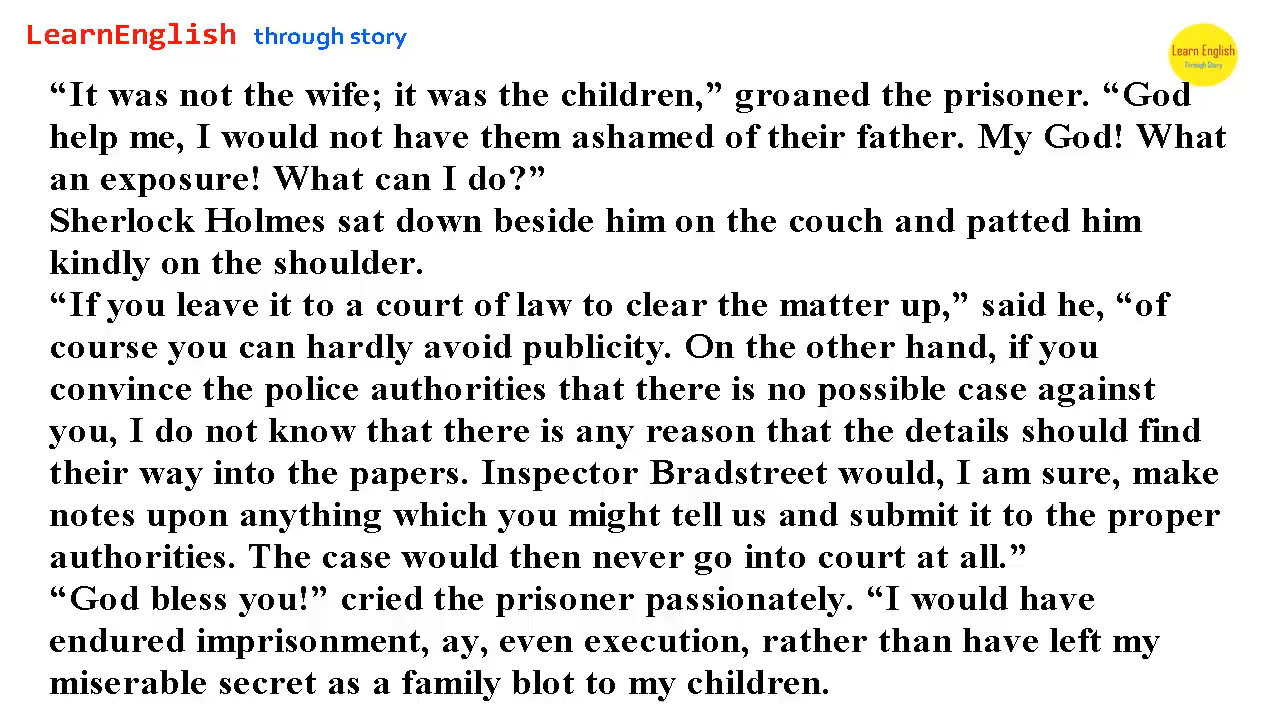 LearnEnglish through story
Learn English
Through Story
“It was not the wife; it was the children,” groaned the prisoner. “God
help me, I would not have them ashamed of their father. My God! What
an exposure! What can I do?”
Sherlock Holmes sat down beside him on the couch and patted him
kindly on the shoulder.
“If you leave it to a court of law to clear the matter up,” said he, “of
course you can hardly avoid publicity. On the other hand, if you
convince the police authorities that there is no possible case against
you, I do not know that there is any reason that the details should find
their way into the papers. Inspector Bradstreet would, I am sure, make
notes upon anything which you might tell us and submit it to the proper
authorities. The case would then never go into court at all.”
“God bless you!” cried the prisoner passionately. “I would have
endured imprisonment, ay, even execution, rather than have left my
miserable secret as a family blot to my children.